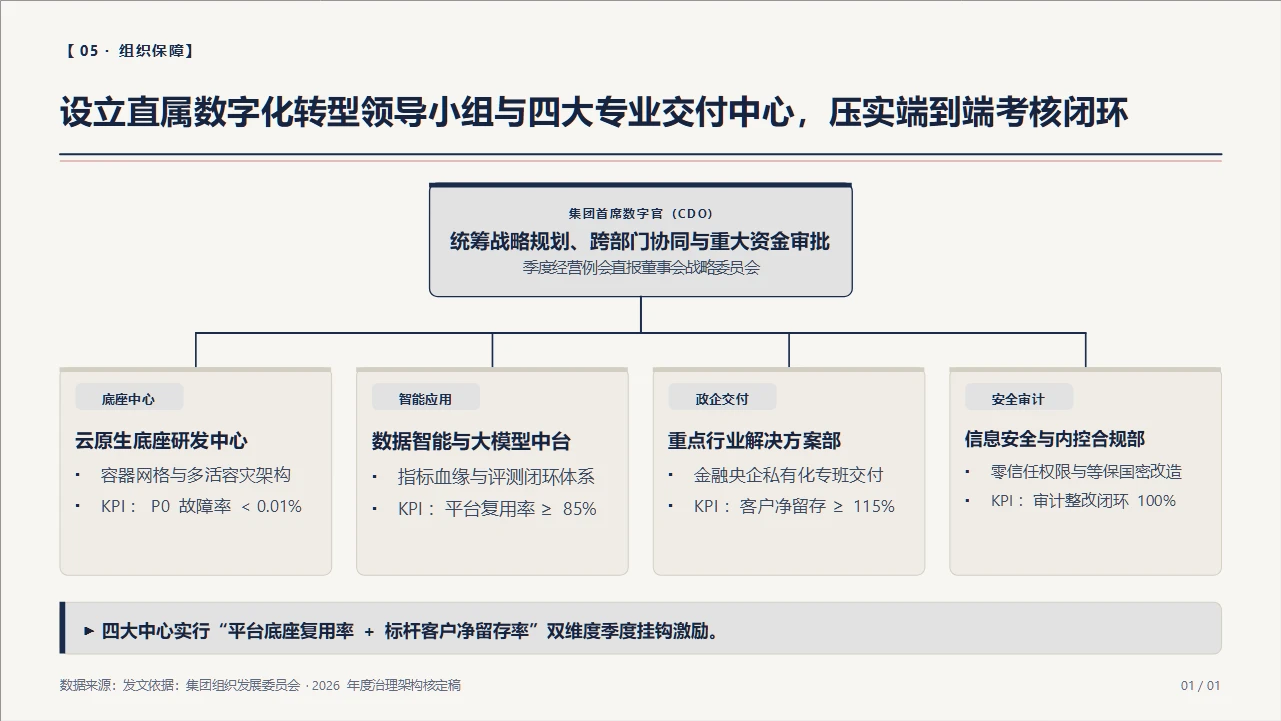 【 05 · 组织保障】
设立直属数字化转型领导小组与四大专业交付中心，压实端到端考核闭环
集团首席数字官（CDO）
统筹战略规划、跨部门协同与重大资金审批
季度经营例会直报董事会战略委员会
底座中心
云原生底座研发中心
▪ 容器网格与多活容灾架构
▪ KPI： P0 故障率 < 0.01%
智能应用
数据智能与大模型中台
▪ 指标血缘与评测闭环体系
▪ KPI： 平台复用率 ≥ 85%
政企交付
重点行业解决方案部
▪ 金融央企私有化专班交付
▪ KPI： 客户净留存 ≥ 115%
安全审计
信息安全与内控合规部
▪ 零信任权限与等保国密改造
▪ KPI： 审计整改闭环 100%
► 四大中心实行“平台底座复用率 + 标杆客户净留存率”双维度季度挂钩激励。
数据来源：发文依据：集团组织发展委员会 · 2026 年度治理架构核定稿
01 / 01